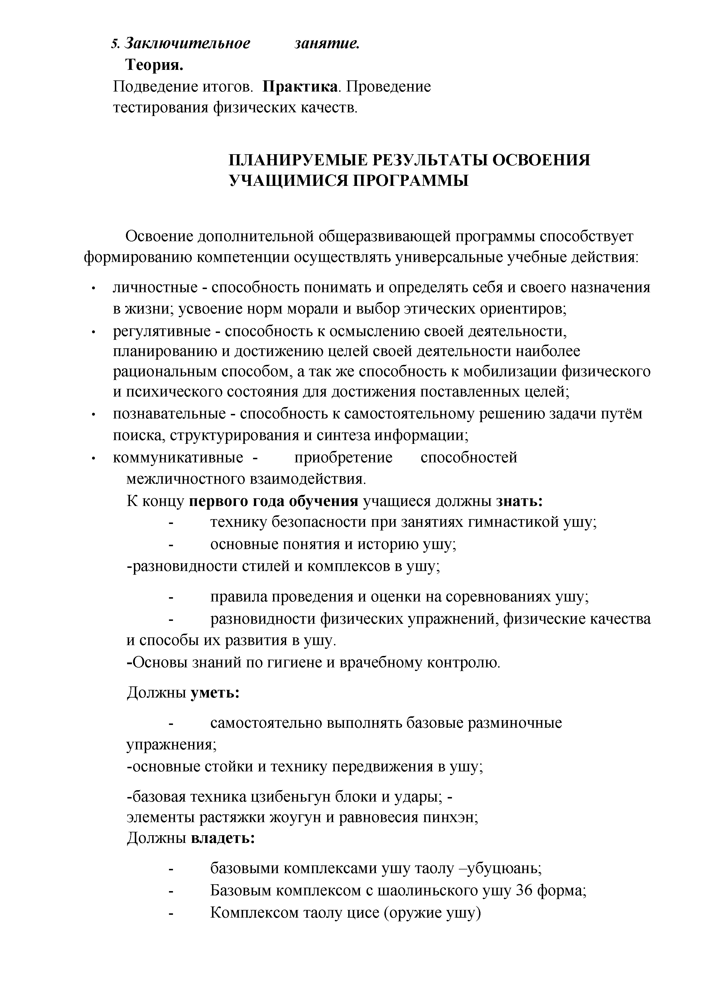 5. Заключительное занятие.
Теория.
Подведение итогов. Практика. Проведение
тестирования физических качеств.
ПЛАНИРУЕМЫЕ РЕЗУЛЬТАТЫ ОСВОЕНИЯ
УЧАЩИМИСЯ ПРОГРАММЫ
Освоение дополнительной общеразвивающей программы способствует
формированию компетенции осуществлять универсальные учебные действия:
• личностные - способность понимать и определять себя и своего назначения
в жизни; усвоение норм морали и выбор этических ориентиров;
• регулятивные - способность к осмыслению своей деятельности,
планированию и достижению целей своей деятельности наиболее
рациональным способом, а так же способность к мобилизации физического
и психического состояния для достижения поставленных целей;
• познавательные - способность к самостоятельному решению задачи путём
поиска, структурирования и синтеза информации;
• коммуникативные - приобретение способностей
межличностного взаимодействия.
К концу первого года обучения учащиеся должны знать:
- технику безопасности при занятиях гимнастикой ушу;
- основные понятия и историю ушу;
-разновидности стилей и комплексов в ушу;
- правила проведения и оценки на соревнованиях ушу;
- разновидности физических упражнений, физические качества
и способы их развития в ушу.
-Основы знаний по гигиене и врачебному контролю.
Должны уметь:
- самостоятельно выполнять базовые разминочные
упражнения;
-основные стойки и технику передвижения в ушу;
-базовая техника цзибеньгун блоки и удары; -
элементы растяжки жоугун и равновесия пинхэн;
Должны владеть:
- базовыми комплексами ушу таолу –убуцюань;
- Базовым комплексом с шаолиньского ушу 36 форма;
- Комплексом таолу цисе (оружие ушу)